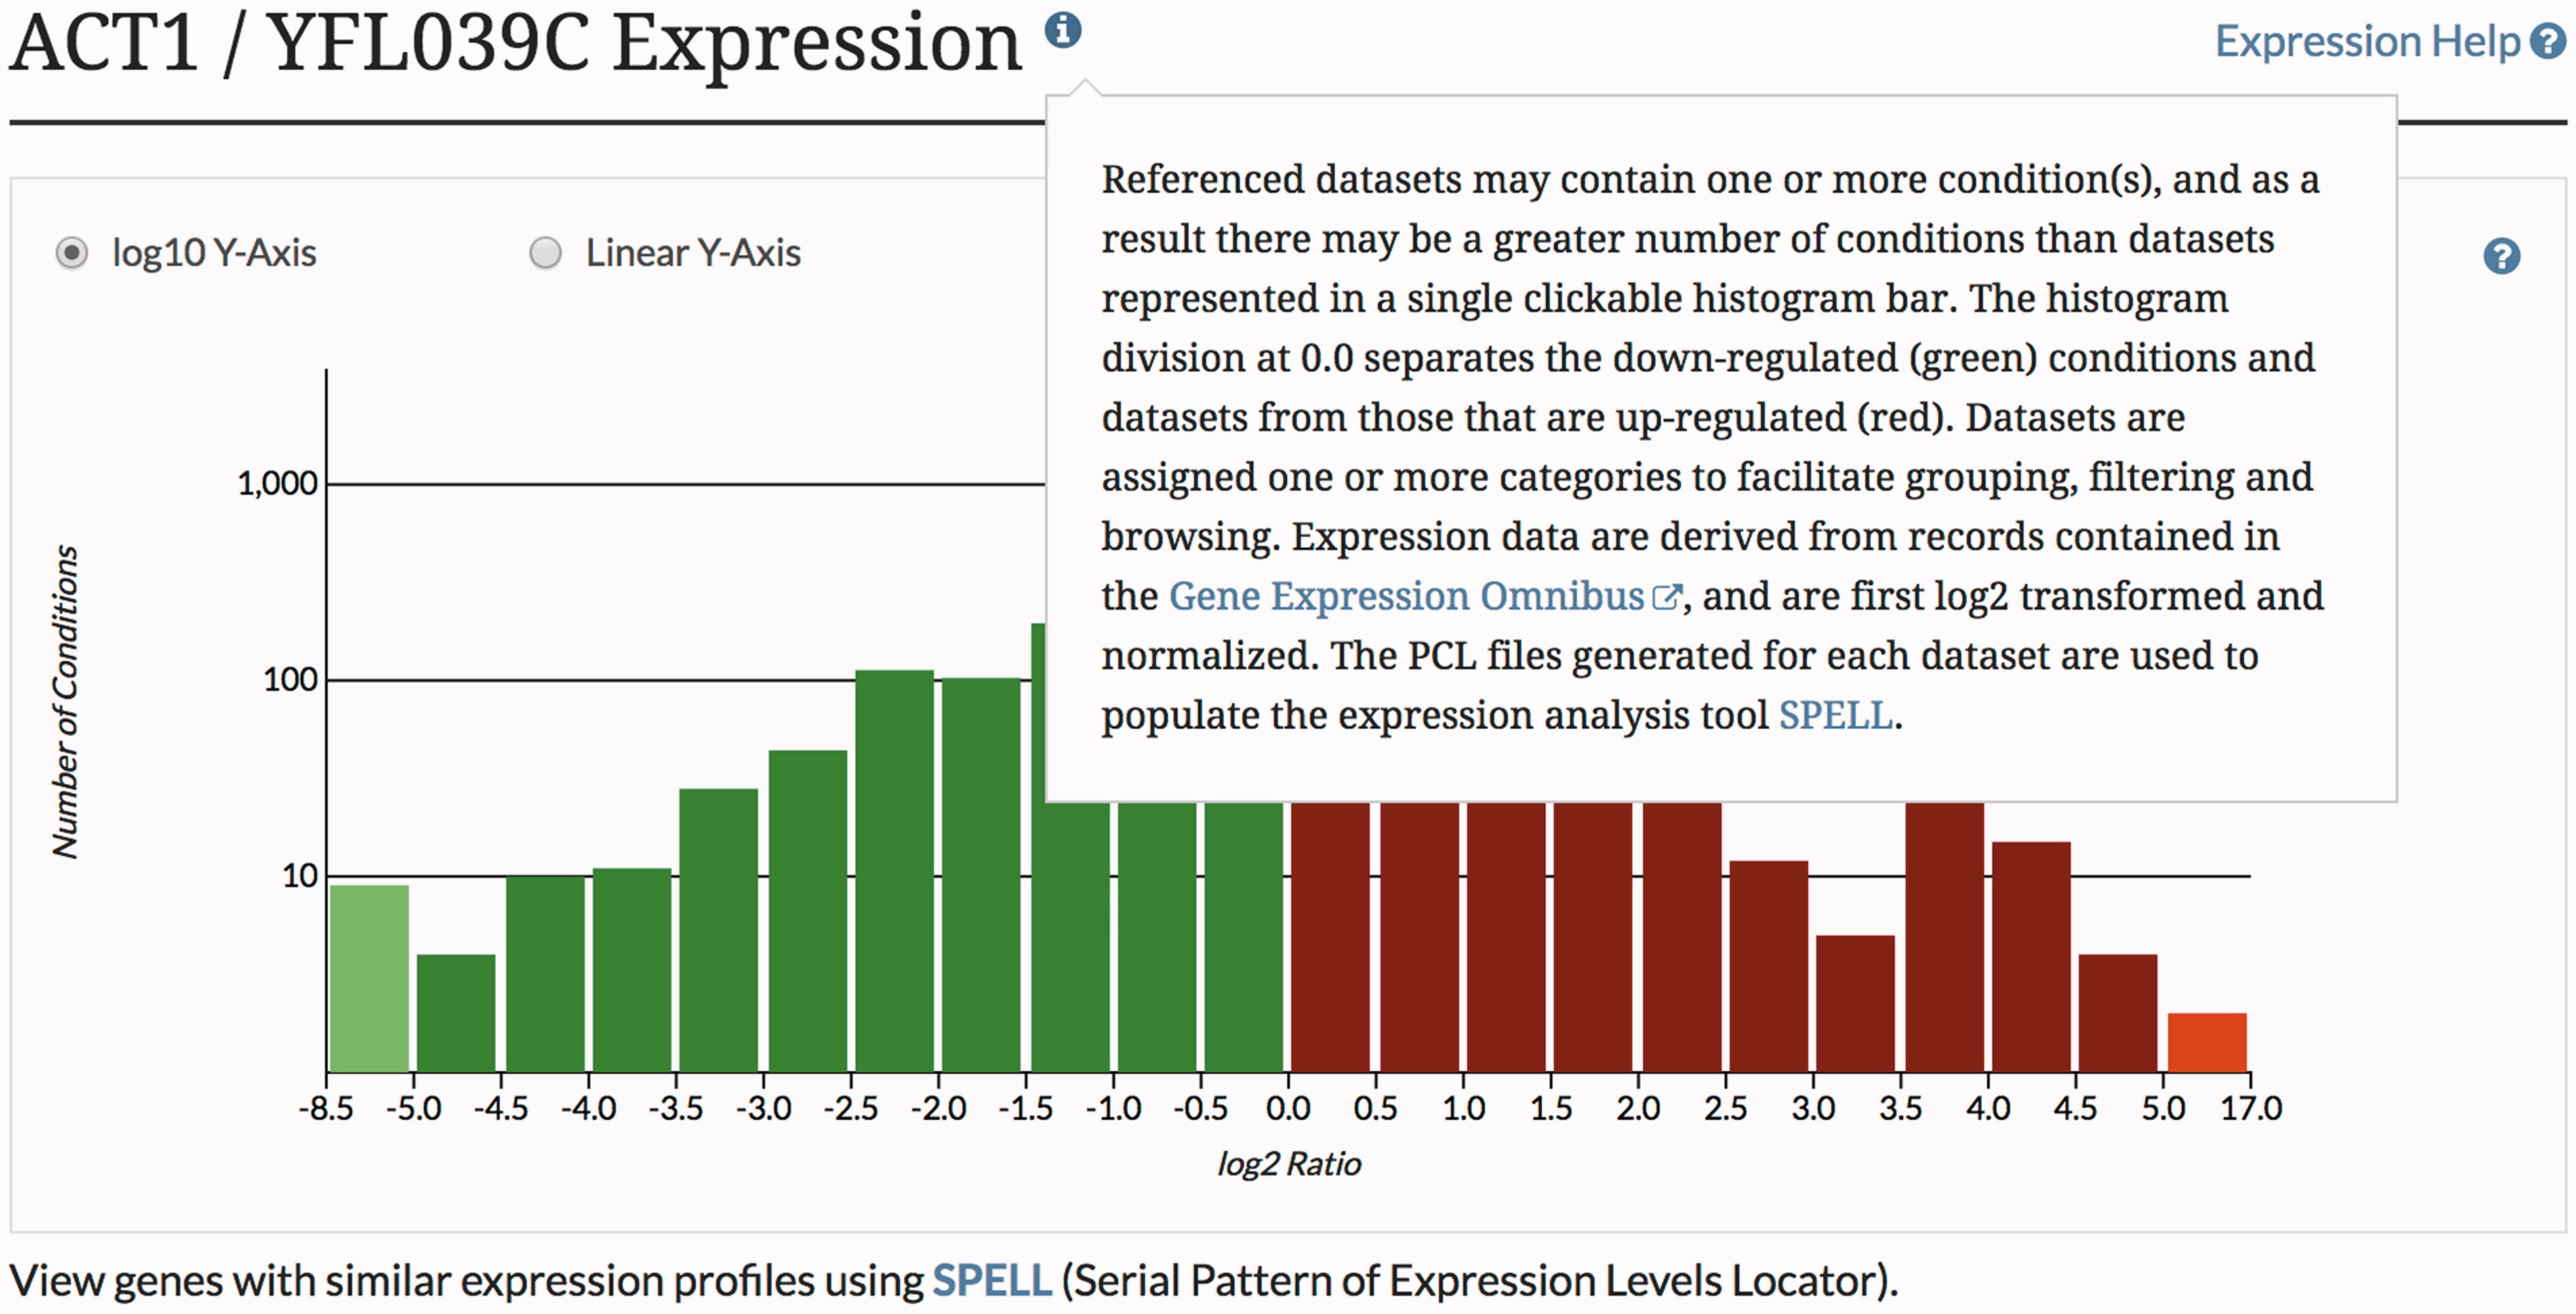 ACT1 / YFL039C Expression
Expression Help
Referenced datasets may contain one or more condition(s), and as a
result there may be a greater number of conditions than datasets
represented in a single clickable histogram bar. The histogram
division at 0.0 separates the down-regulated (green) conditions and
datasets from those that are up-regulated (red). Datasets are
assigned one or more categories to facilitate grouping, filtering and
browsing. Expression data are derived from records contained in
the Gene Expression Omnibus, and are first log2 transformed and
normalized. The PCL files generated for each dataset are used to
populate the expression analysis tool SPELL.
log10 Y-Axis
Linear Y-Axis
Number of Conditions
1,000
100
10
-8.5 -5.0 -4.5 -4.0 -3.5 -3.0 -2.5 -2.0 -1.5 -1.0 -0.5 0.0 0.5 1.0 1.5 2.0 2.5 3.0 3.5 4.0 4.5 5.0 17.0
log2 Ratio
View genes with similar expression profiles using SPELL (Serial Pattern of Expression Levels Locator).